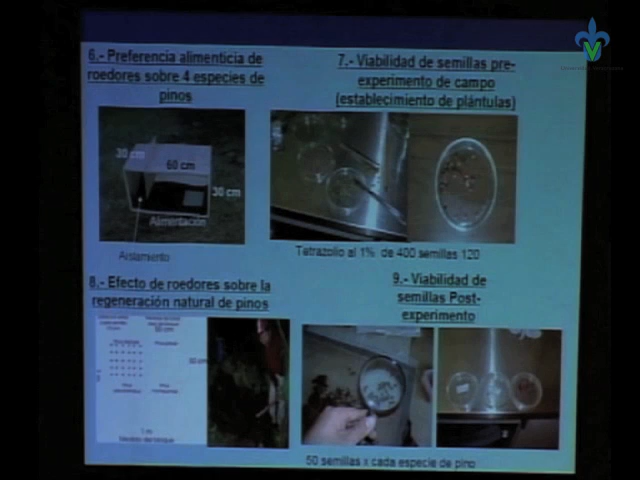 6.- Preferencia alimenticia de
roedores sobre 4 especies de
pinos
30 cm
60 cm
30 cm
Alimentación
Aislamiento
7.- Viabilidad de semillas pre-
experimento de campo
(establecimiento de plántulas)
Tetrazolio al 1% de 400 semillas 120
8.- Efecto de roedores sobre la
regeneración natural de pinos
50 cm
1 m
9.- Viabilidad de
semillas Post-
experimento
50 semillas x cada especie de pino